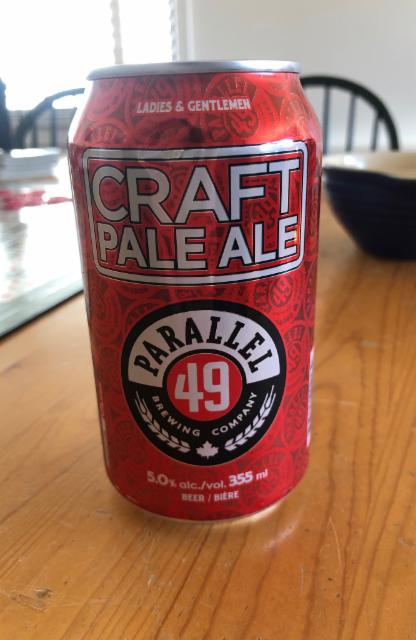 LADIES & GENTLEMEN
CRAFT
PALE ALE
PARALLEL
49
BREWING COMPANY
5.0% alc./vol. 355 ml
BEER / BIÈRE